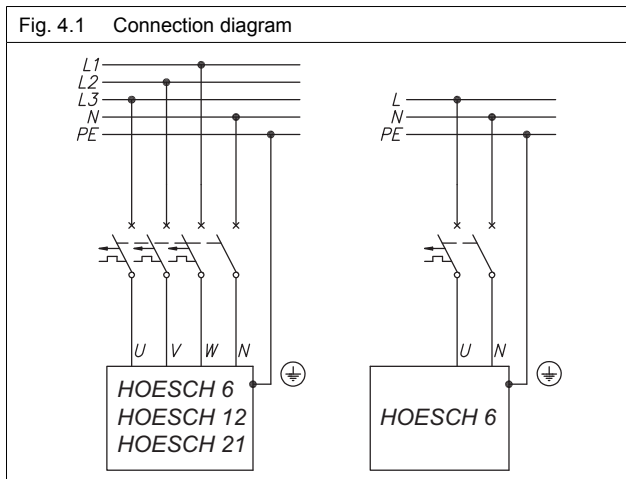 Fig. 4.1 Connection diagram
L1
L2
L3
N
PE
U V W N
HOESCH 6
HOESCH 12
HOESCH 21
L
N
PE
U N
HOESCH 6